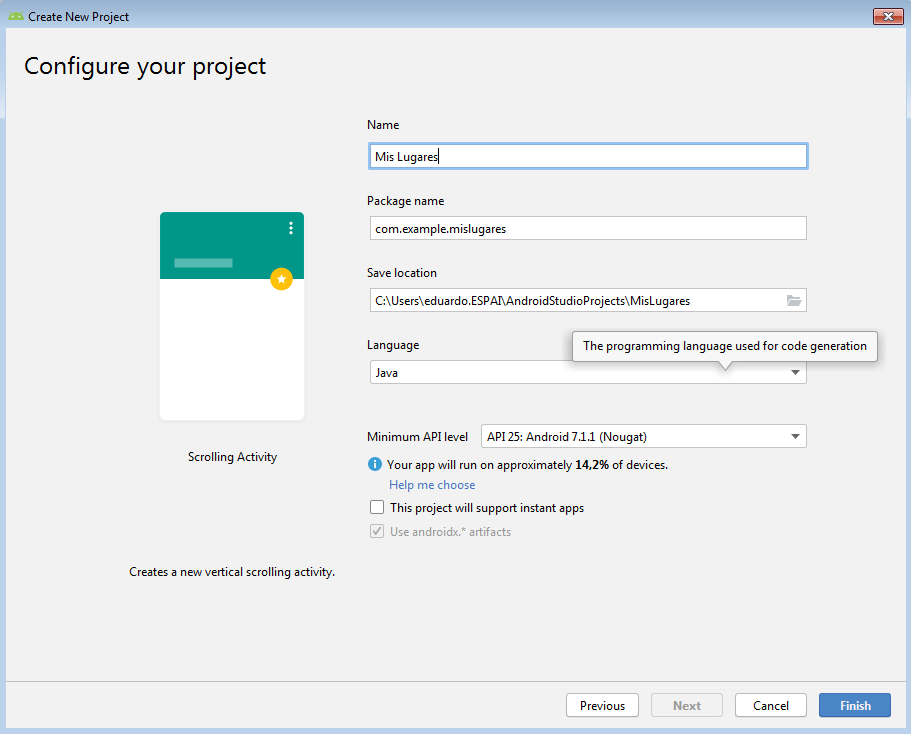 Create New Project
Configure your project
Name
Mis Lugares
Package name
com.example.mislugares
Save location
C:\Users\eduardo.ESPAI\AndroidStudioProjects\MisLugares
Language
The programming language used for code generation
Java
Minimum API level API 25: Android 7.1.1 (Nougat)
Your app will run on approximately 14,2% of devices.
Help me choose
This project will support instant apps
Use androidx.* artifacts
Scrolling Activity
Creates a new vertical scrolling activity.
Previous Next Cancel Finish